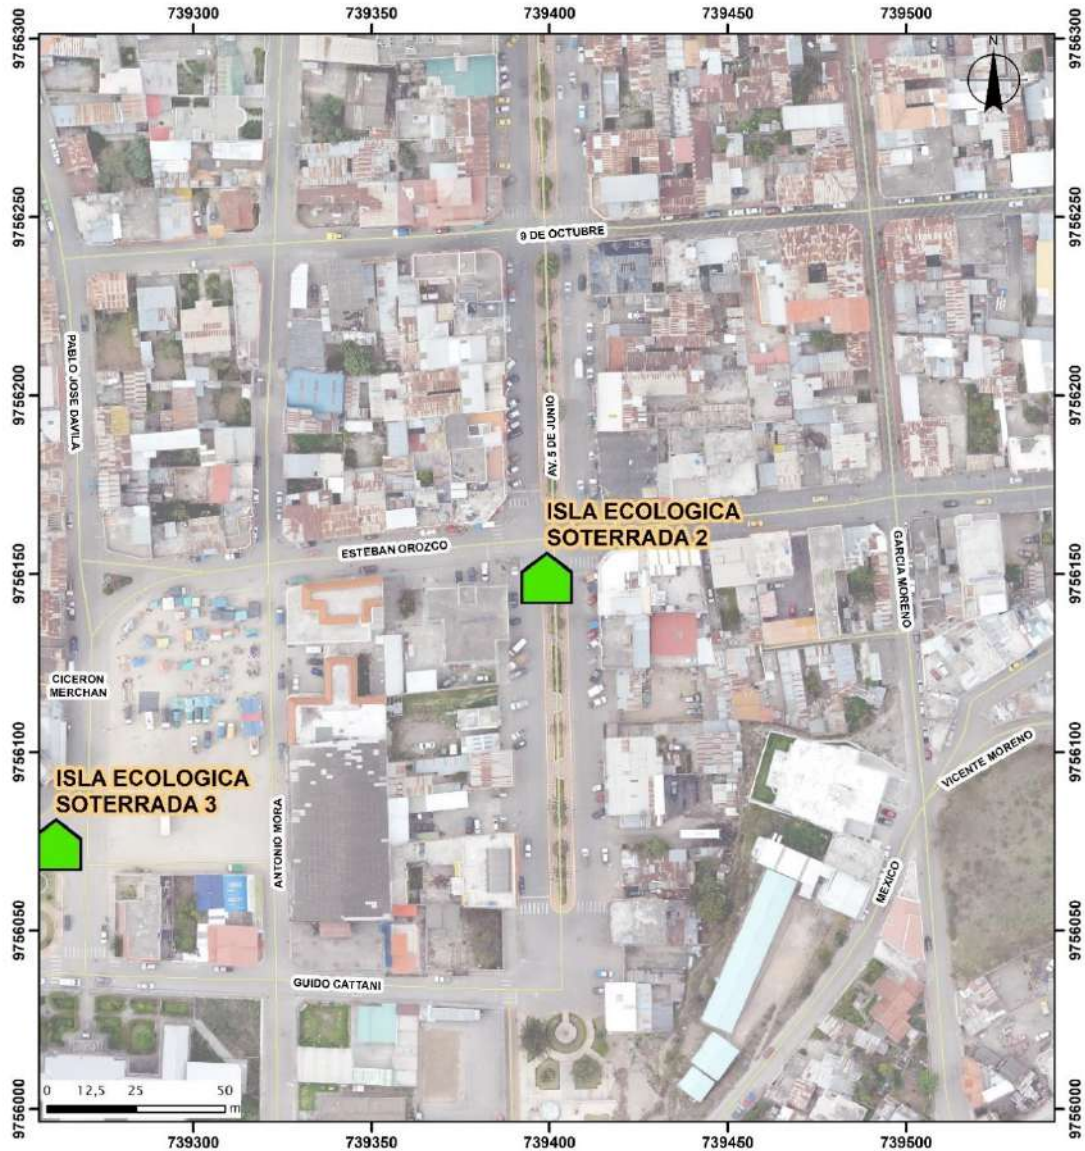 739300 739350 739400 739450 739500
9756300
9756300
N
9756250
9756250
9 DE OCTUBRE
PABLO JOSE DAVILA
9756200
9756200
AV. 5 DE JUNIO
ISLA ECOLOGICA
SOTERRADA 2
ESTEBAN OROZCO
GARCIA MORENO
9756150
9756150
CICERON
MERCHAN
9756100
9756100
VICENTE MORENO
ISLA ECOLOGICA
SOTERRADA 3
ANTONIO MORA
MEXICO
9756050
9756050
GUIDO CATTANI
0 12,5 25 50
m
9756000
9756000
739300 739350 739400 739450 739500